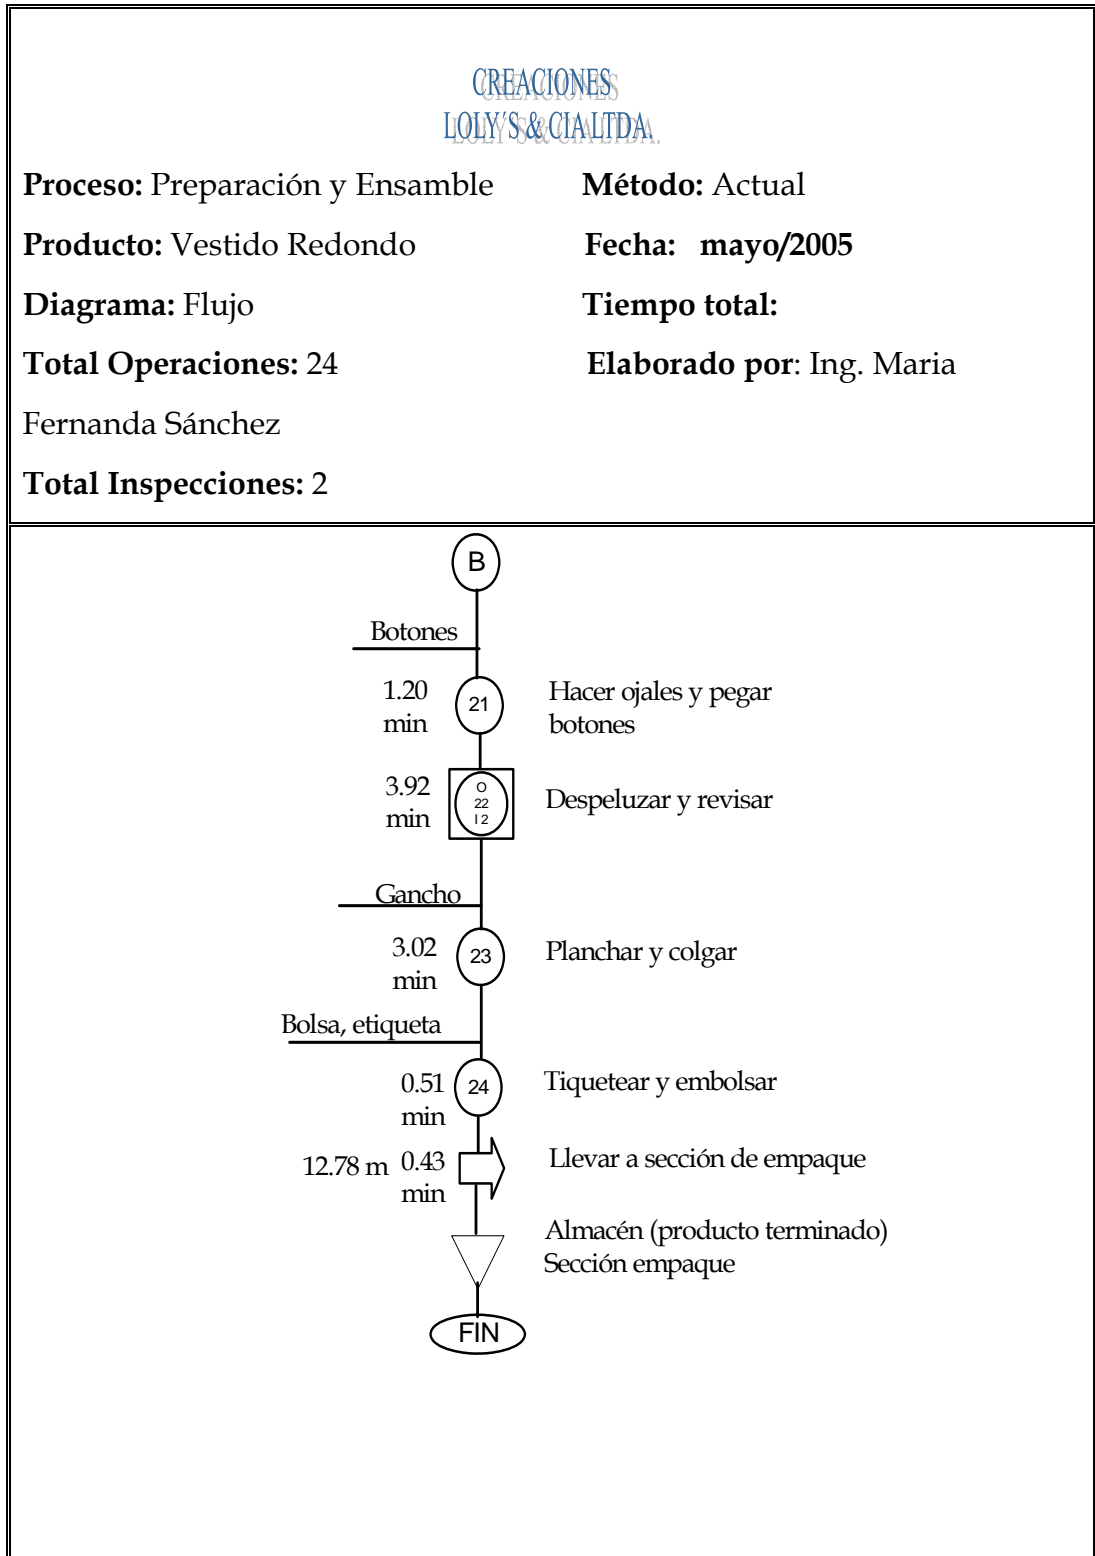 CREACIONES
LOLY´S & CIA LTDA.
Proceso: Preparación y Ensamble Método: Actual
Producto: Vestido Redondo Fecha: mayo/2005
Diagrama: Flujo Tiempo total:
Total Operaciones: 24 Elaborado por: Ing. Maria
Fernanda Sánchez
Total Inspecciones: 2
B
Botones
1.20
min
21
Hacer ojales y pegar
botones
3.92
min
O
22
I 2
Despeluzar y revisar
Gancho
3.02
min
23
Planchar y colgar
Bolsa, etiqueta
0.51
min
24
Tiquetear y embolsar
12.78 m 0.43
min
Llevar a sección de empaque
Almacén (producto terminado)
Sección empaque
FIN